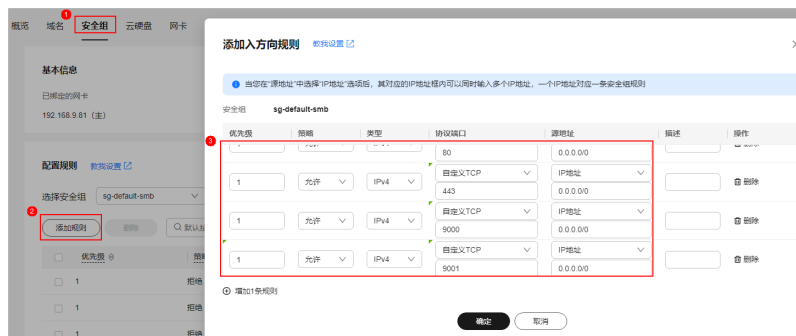 1
概览 域名 安全组 云硬盘 网卡
基本信息
已绑定的网卡
192.168.9.81（主）
配置规则 教我设置
选择安全组 sg-default-smb
2
添加规则 删除
优先级
1 拒绝
1 拒绝
1 拒绝
添加入方向规则 教我设置
当您在“源地址”中选择“IP地址”选项后，其对应的IP地址框内可以同时输入多个IP地址，一个IP地址对应一条安全组规则
安全组 sg-default-smb
优先级 策略 类型 协议端口 源地址 描述 操作
3
80 0.0.0.0/0
1 允许 IPv4 自定义TCP IP地址 删除
443 0.0.0.0/0
1 允许 IPv4 自定义TCP IP地址 删除
9000 0.0.0.0/0
1 允许 IPv4 自定义TCP IP地址 删除
9001 0.0.0.0/0
增加1条规则
确定 取消